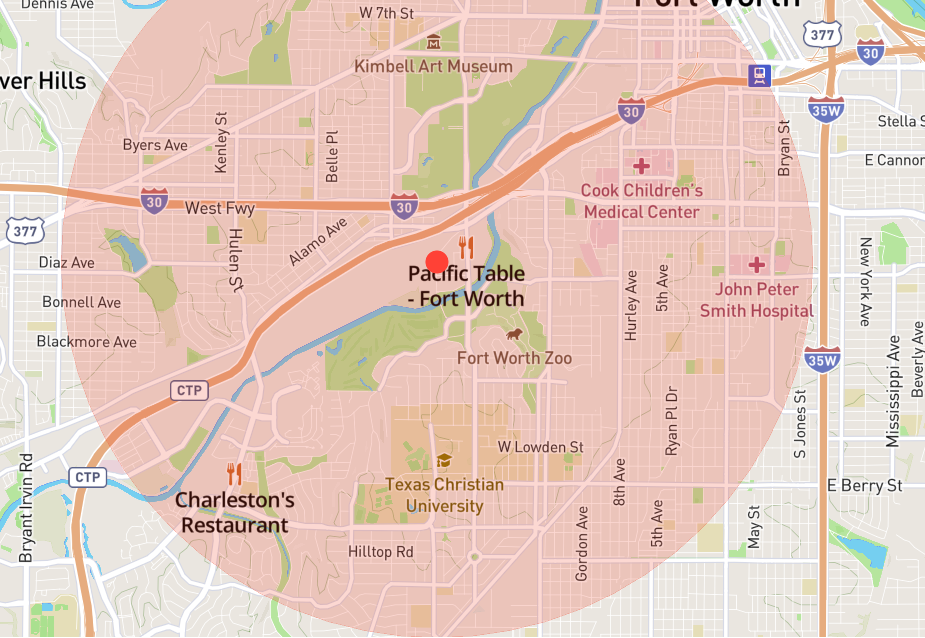 Dennis Ave
W 7th St
Fort Worth
377
30
Kimbell Art Museum
ver Hills
30
35W
Stella S
Byers Ave
Kenley St
Belle Pl
Bryan St
E Cannon
Cook Children's
Medical Center
30
West Fwy
30
377
Alamo Ave
Hulen St
Diaz Ave
Pacific Table
- Fort Worth
John Peter
Smith Hospital
Bonnell Ave
Hurley Ave
5th Ave
New York Ave
Blackmore Ave
Fort Worth Zoo
35W
Mississippi Ave
Beverly Ave
CTP
Ryan Pl Dr
S Jones St
W Lowden St
CTP
Charleston's
Restaurant
Texas Christian
University
8th Ave
E Berry St
Bryant Irvin Rd
Gordon Ave
5th Ave
May St
Hilltop Rd